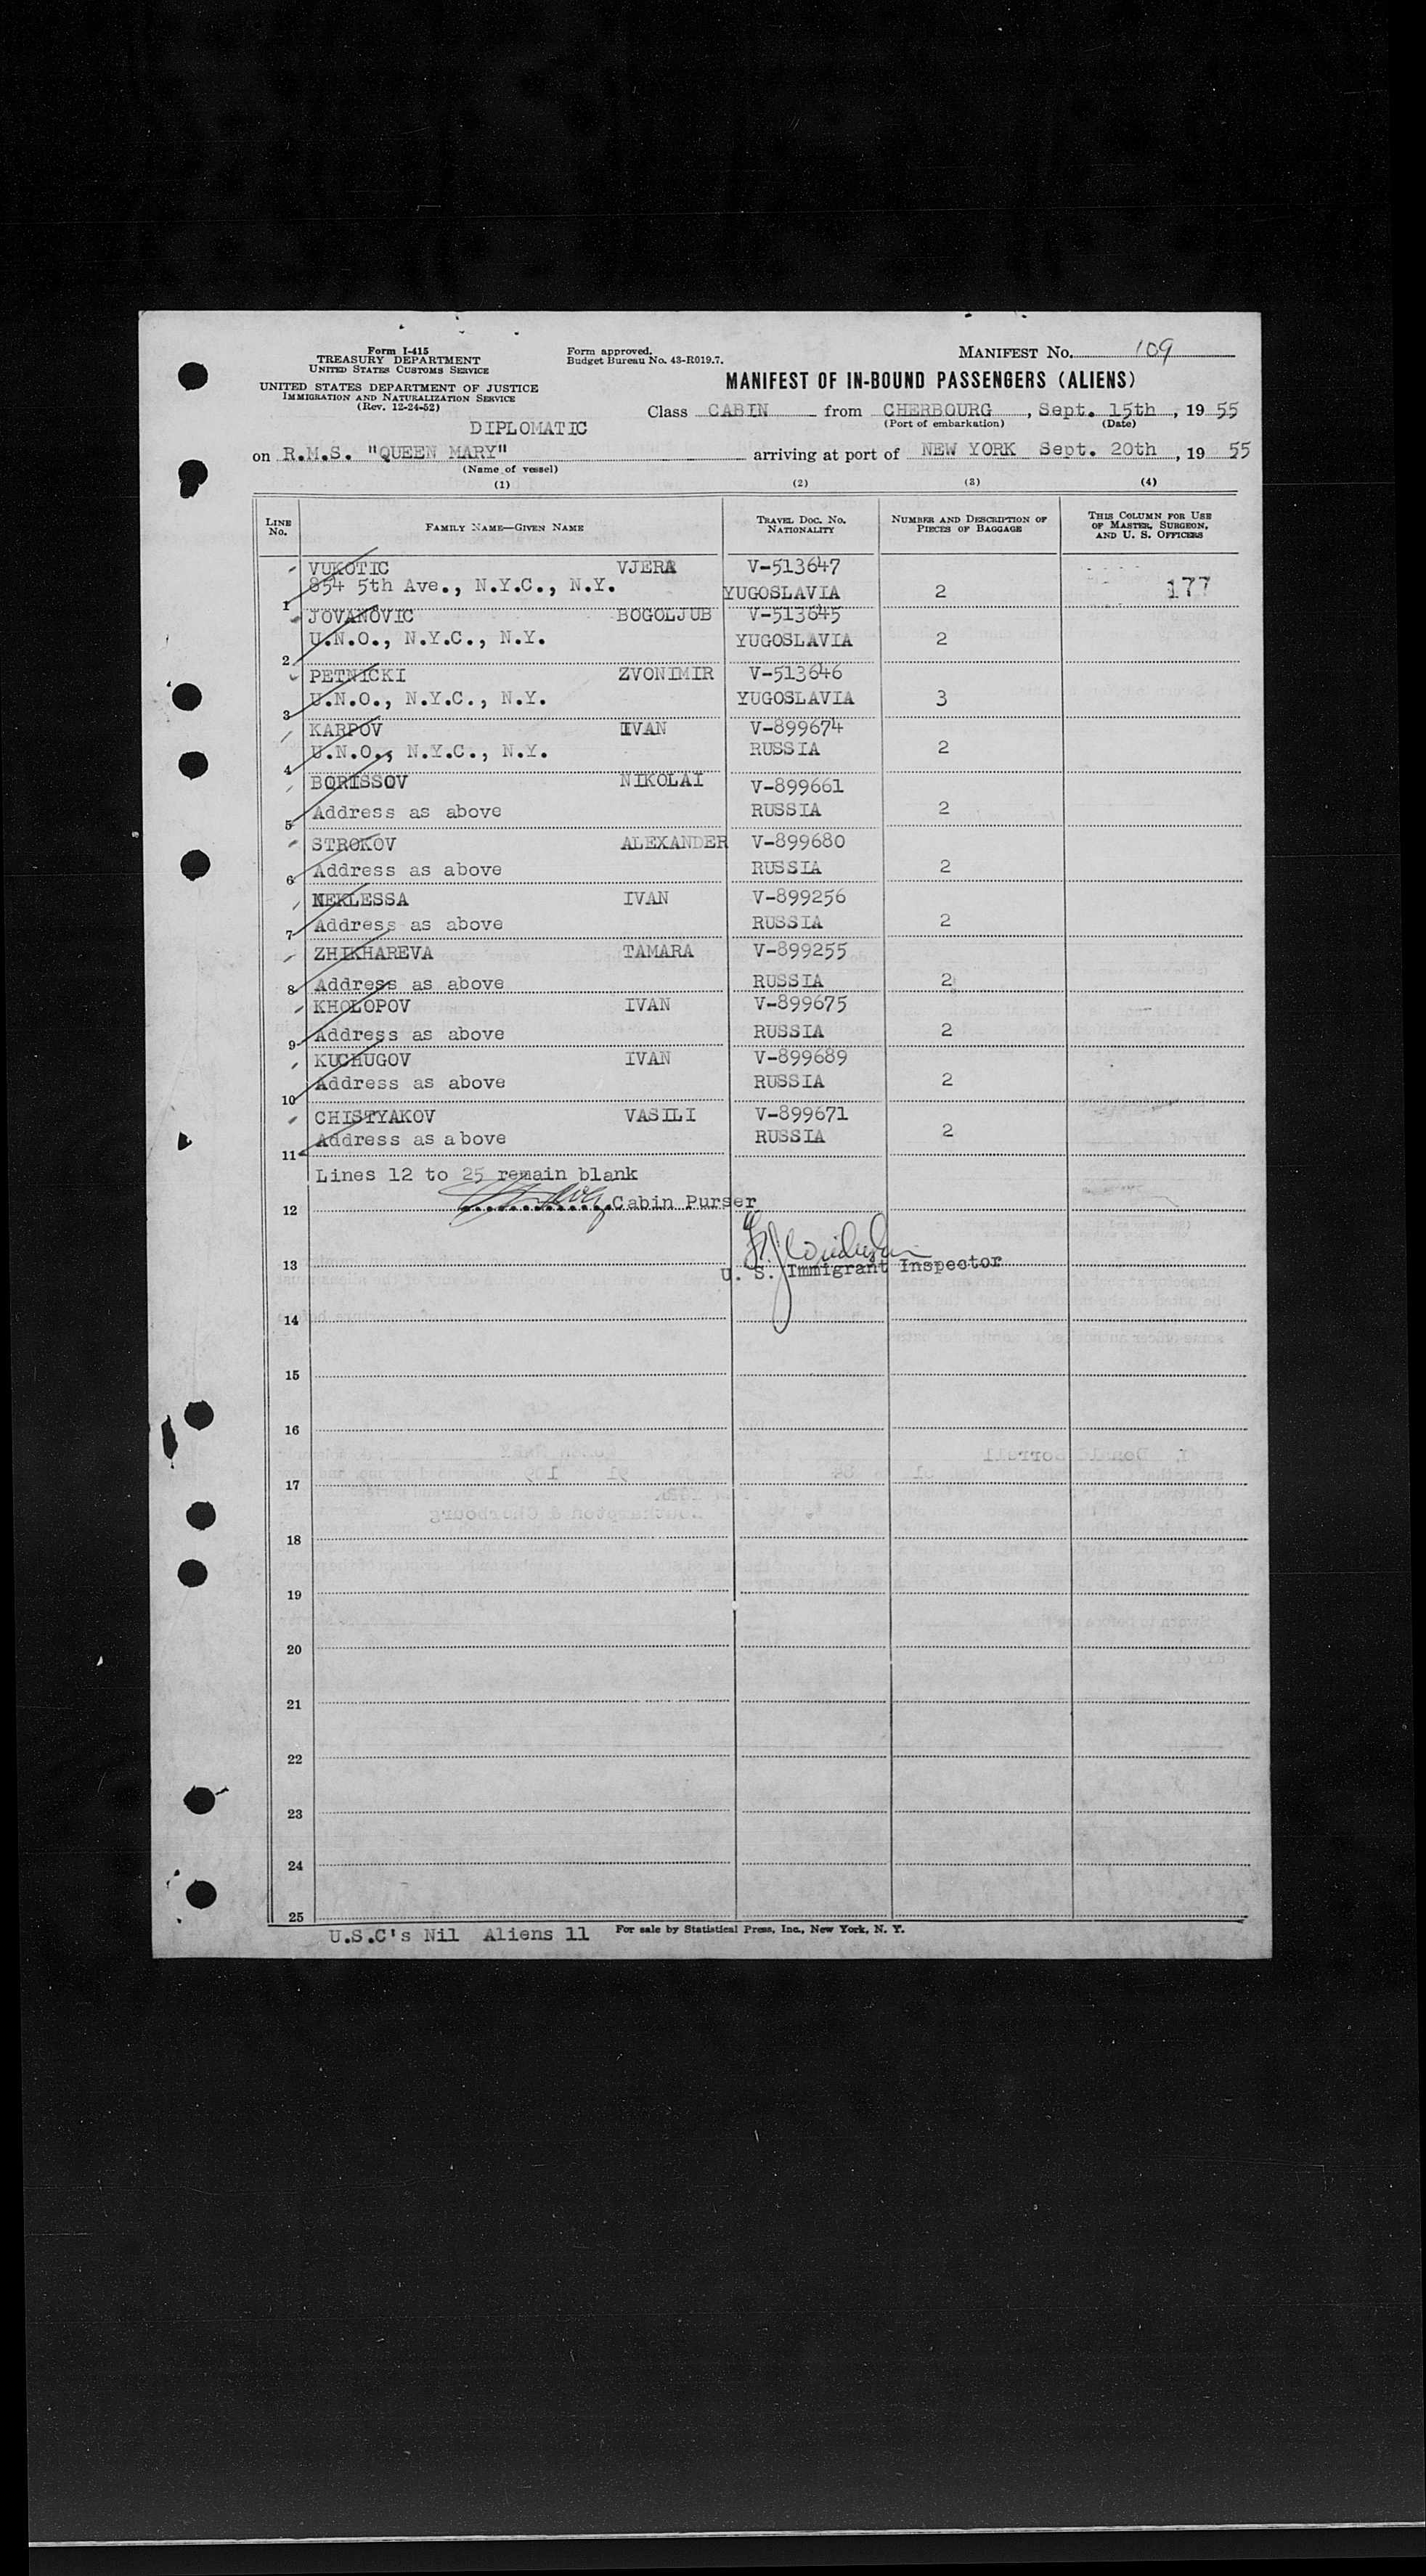 Form I-415
TREASURY DEPARTMENT
UNITED STATES CUSTOMS SERVICE
UNITED STATES DEPARTMENT OF JUSTICE
IMMIGRATION AND NATURALIZATION SERVICE
(Rev. 12-24-52)
Form approved.
Budget Bureau No. 43-R019.7.
MANIFEST No. 109
MANIFEST OF IN-BOUND PASSENGERS (ALIENS)
Class CABIN from CHERBOURG, Sept. 15th, 19 55
(Port of embarkation) (Date)
DIPLOMATIC
on R.M.S. "QUEEN MARY" arriving at port of NEW YORK Sept. 20th, 19 55
(Name of vessel)
(1) (2) (3) (4)
LINE No. FAMILY NAME—GIVEN NAME TRAVEL DOC. NO. NATIONALITY NUMBER AND DESCRIPTION OF PIECES OF BAGGAGE THIS COLUMN FOR USE OF MASTER, SURGEON, AND U. S. OFFICERS
VUKOTIC VJERA V-513647
1 854 5th Ave., N.Y.C., N.Y. YUGOSLAVIA 2 177
JOVANOVIC BOGOLJUB V-513645
2 U.N.O., N.Y.C., N.Y. YUGOSLAVIA 2
PETNICKI ZVONIMIR V-513646
3 U.N.O., N.Y.C., N.Y. YUGOSLAVIA 3
KARPOV IVAN V-899674
4 U.N.O., N.Y.C., N.Y. RUSSIA 2
BORISSOV NIKOLAI V-899661
5 Address as above RUSSIA 2
STROKOV ALEXANDER V-899680
6 Address as above RUSSIA 2
NEKLESSA IVAN V-899256
7 Address as above RUSSIA 2
ZHIKHAREVA TAMARA V-899255
8 Address as above RUSSIA 2
KHOLOPOV IVAN V-899675
9 Address as above RUSSIA 2
KUCHUGOV IVAN V-899689
10 Address as above RUSSIA 2
CHISTYAKOV VASILI V-899671
11 Address as above RUSSIA 2
Lines 12 to 25 remain blank
12 Cabin Purser
13 U. S. Immigrant Inspector
14
15
16
17
18
19
20
21
22
23
24
25
U.S.C's Nil Aliens 11 For sale by Statistical Press, Inc., New York, N. Y.